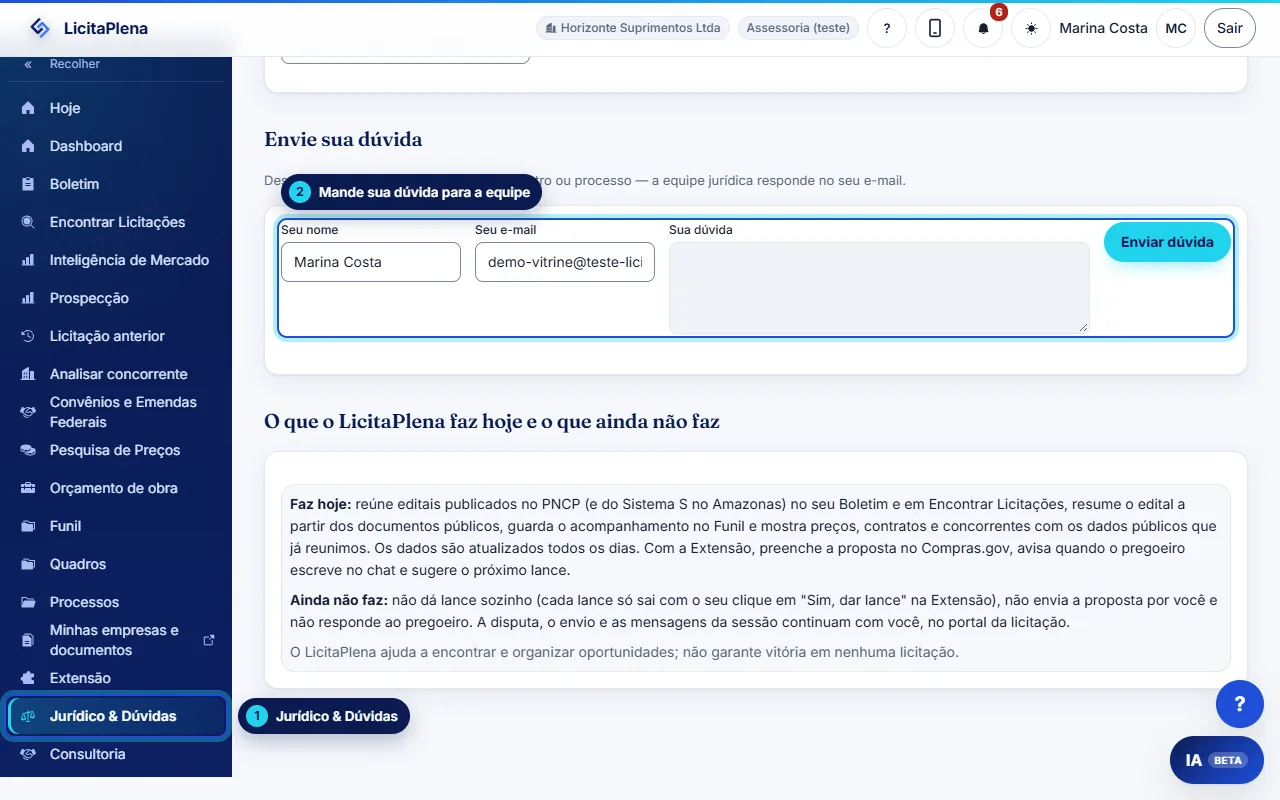 LicitaPlena
Horizonte Suprimentos Ltda
Assessoria (teste)
?
6
Marina Costa
MC
Sair
« Recolher
Hoje
Dashboard
Boletim
Encontrar Licitações
Inteligência de Mercado
Prospecção
Licitação anterior
Analisar concorrente
Convênios e Emendas
Federais
Pesquisa de Preços
Orçamento de obra
Funil
Quadros
Processos
Minhas empresas e
documentos
Extensão
Jurídico & Dúvidas
Consultoria
1 Jurídico & Dúvidas
Envie sua dúvida
ou processo — a equipe jurídica responde no seu e-mail.
2 Mande sua dúvida para a equipe
Seu nome
Marina Costa
Seu e-mail
demo-vitrine@teste-lici
Sua dúvida
Enviar dúvida
O que o LicitaPlena faz hoje e o que ainda não faz
Faz hoje: reúne editais publicados no PNCP (e do Sistema S no Amazonas) no seu Boletim e em Encontrar Licitações, resume o edital a
partir dos documentos públicos, guarda o acompanhamento no Funil e mostra preços, contratos e concorrentes com os dados públicos que
já reunimos. Os dados são atualizados todos os dias. Com a Extensão, preenche a proposta no Compras.gov, avisa quando o pregoeiro
escreve no chat e sugere o próximo lance.
Ainda não faz: não dá lance sozinho (cada lance só sai com o seu clique em "Sim, dar lance" na Extensão), não envia a proposta por você e
não responde ao pregoeiro. A disputa, o envio e as mensagens da sessão continuam com você, no portal da licitação.
O LicitaPlena ajuda a encontrar e organizar oportunidades; não garante vitória em nenhuma licitação.
?
IA BETA